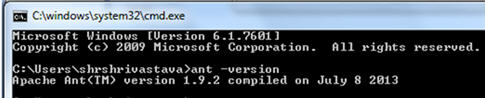 C:\windows\system32\cmd.exe
Microsoft Windows [Version 6.1.7601]
Copyright (c) 2009 Microsoft Corporation.  All rights reserved.
C:\Users\shrshrivastava>ant -version
Apache Ant(TM) version 1.9.2 compiled on July 8 2013